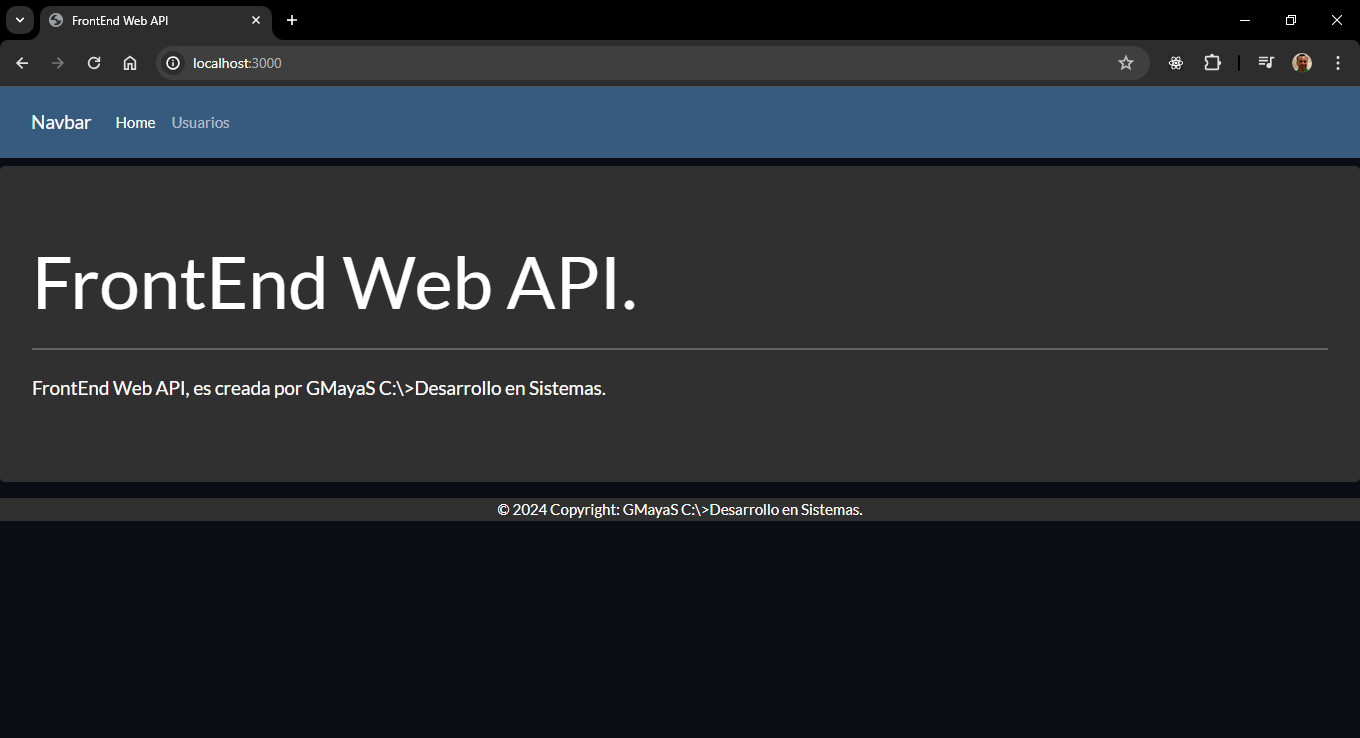 FrontEnd Web API
localhost:3000
Navbar Home Usuarios
FrontEnd Web API.
FrontEnd Web API, es creada por GMayaS C:\>Desarrollo en Sistemas.
© 2024 Copyright: GMayaS C:\>Desarrollo en Sistemas.